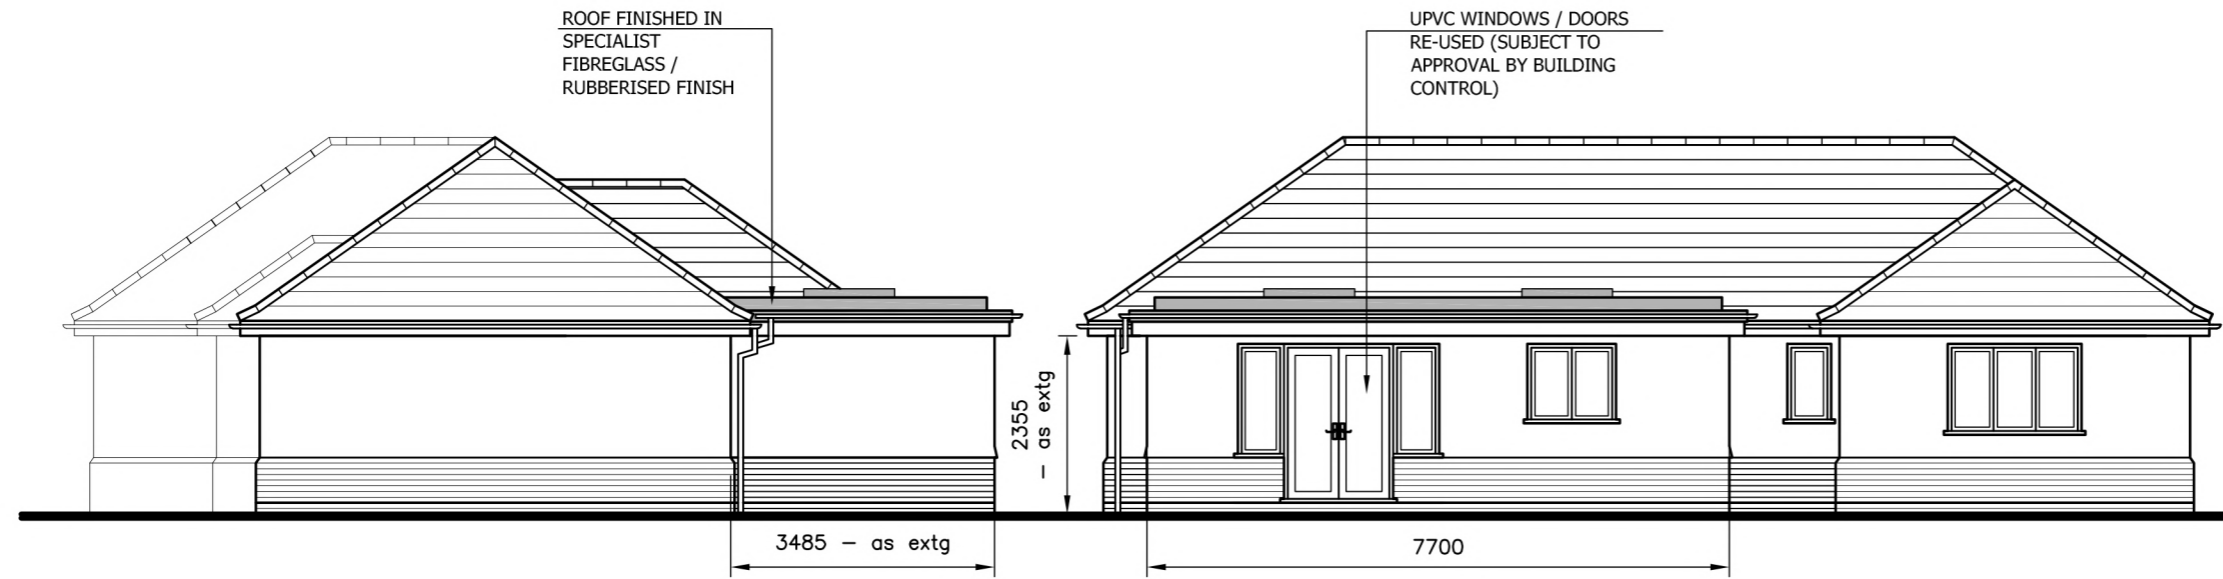 ROOF FINISHED IN
SPECIALIST
FIBREGLASS /
RUBBERISED FINISH
UPVC WINDOWS / DOORS
RE-USED (SUBJECT TO
APPROVAL BY BUILDING
CONTROL)
2355
- as extg
3485 - as extg
7700